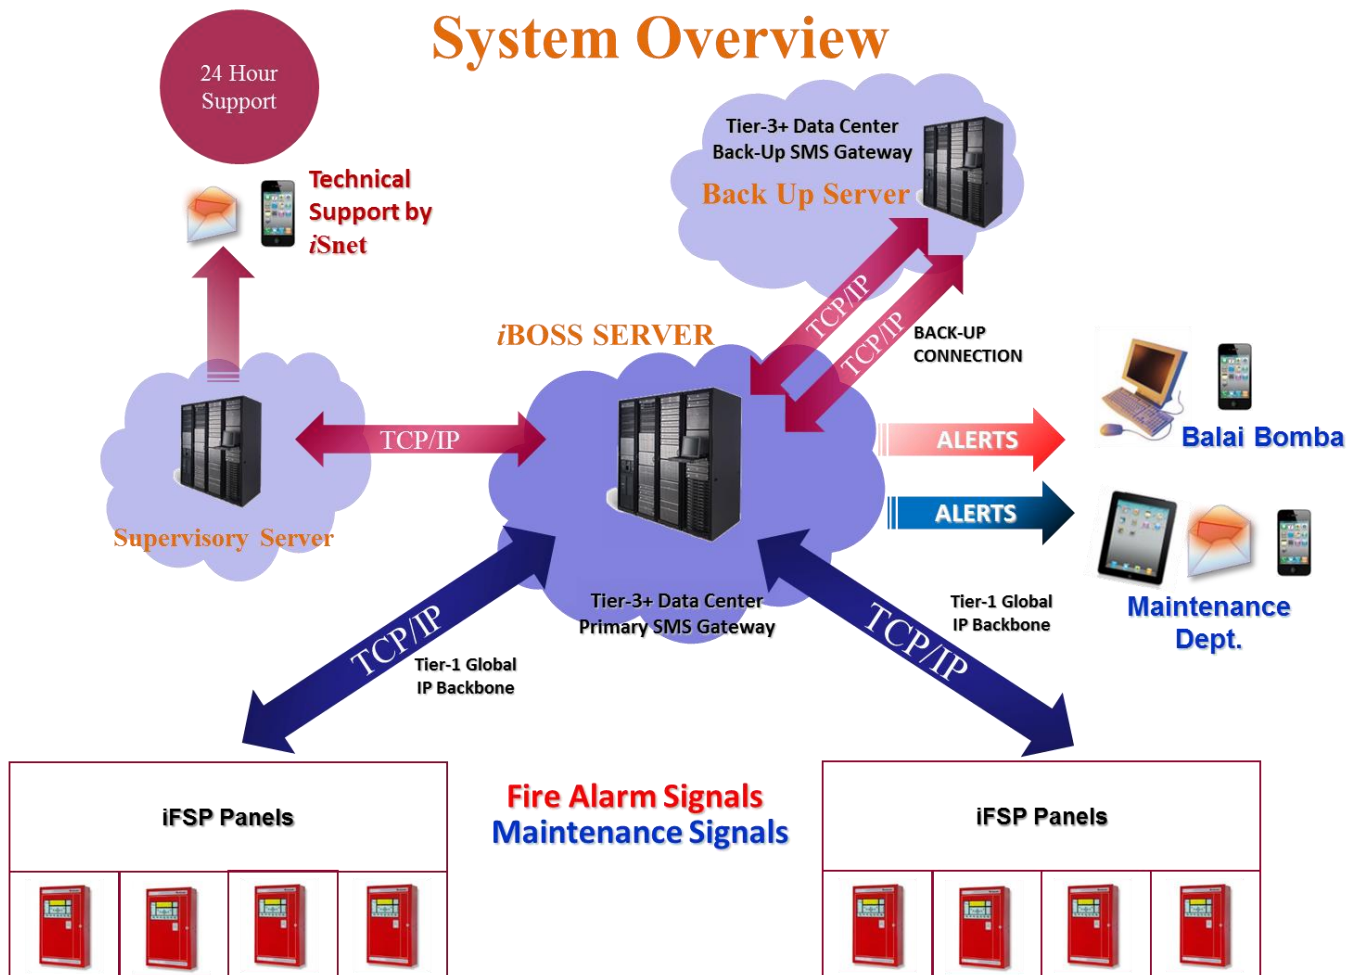 System Overview
24 Hour
Support
Technical
Support by
iSnet
Tier-3+ Data Center
Back-Up SMS Gateway
Back Up Server
TCP/IP
TCP/IP
BACK-UP
CONNECTION
iBOSS SERVER
TCP/IP
Supervisory Server
ALERTS
Balai Bomba
ALERTS
Maintenance
Dept.
Tier-3+ Data Center
Primary SMS Gateway
TCP/IP
Tier-1 Global
IP Backbone
TCP/IP
Tier-1 Global
IP Backbone
iFSP Panels
Fire Alarm Signals
Maintenance Signals
iFSP Panels